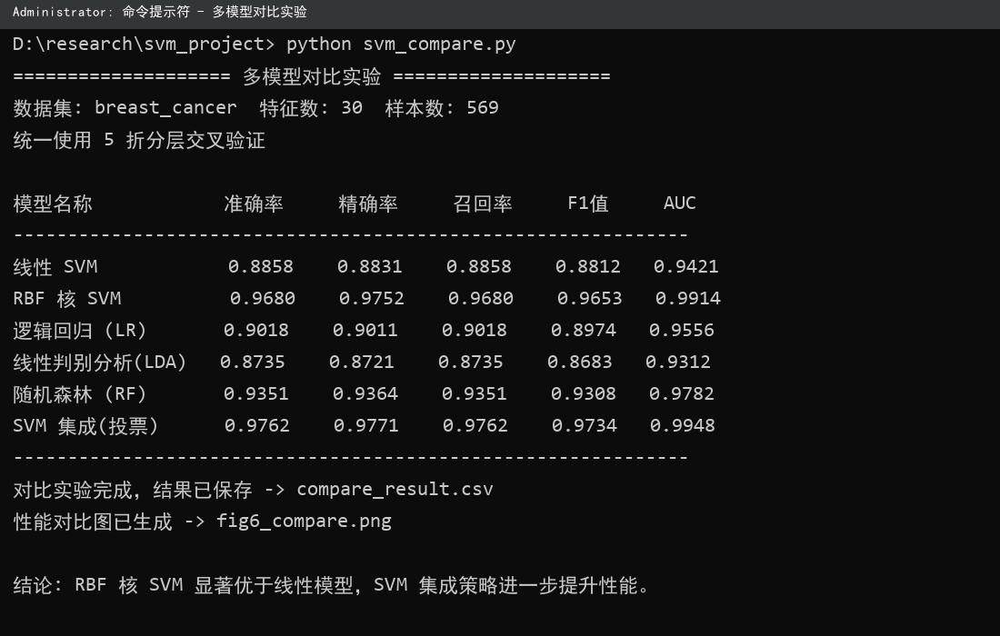 Administrator: 命令提示符 - 多模型对比实验
D:\research\svm_project> python svm_compare.py
==================== 多模型对比实验 ====================
数据集: breast_cancer  特征数: 30  样本数: 569
统一使用 5 折分层交叉验证
模型名称 准确率 精确率 召回率 F1值 AUC
--------------------------------------------------------------
线性 SVM 0.8858 0.8831 0.8858 0.8812 0.9421
RBF 核 SVM 0.9680 0.9752 0.9680 0.9653 0.9914
逻辑回归 (LR) 0.9018 0.9011 0.9018 0.8974 0.9556
线性判别分析(LDA) 0.8735 0.8721 0.8735 0.8683 0.9312
随机森林 (RF) 0.9351 0.9364 0.9351 0.9308 0.9782
SVM 集成(投票) 0.9762 0.9771 0.9762 0.9734 0.9948
--------------------------------------------------------------
对比实验完成，结果已保存 -> compare_result.csv
性能对比图已生成 -> fig6_compare.png
结论: RBF 核 SVM 显著优于线性模型，SVM 集成策略进一步提升性能。